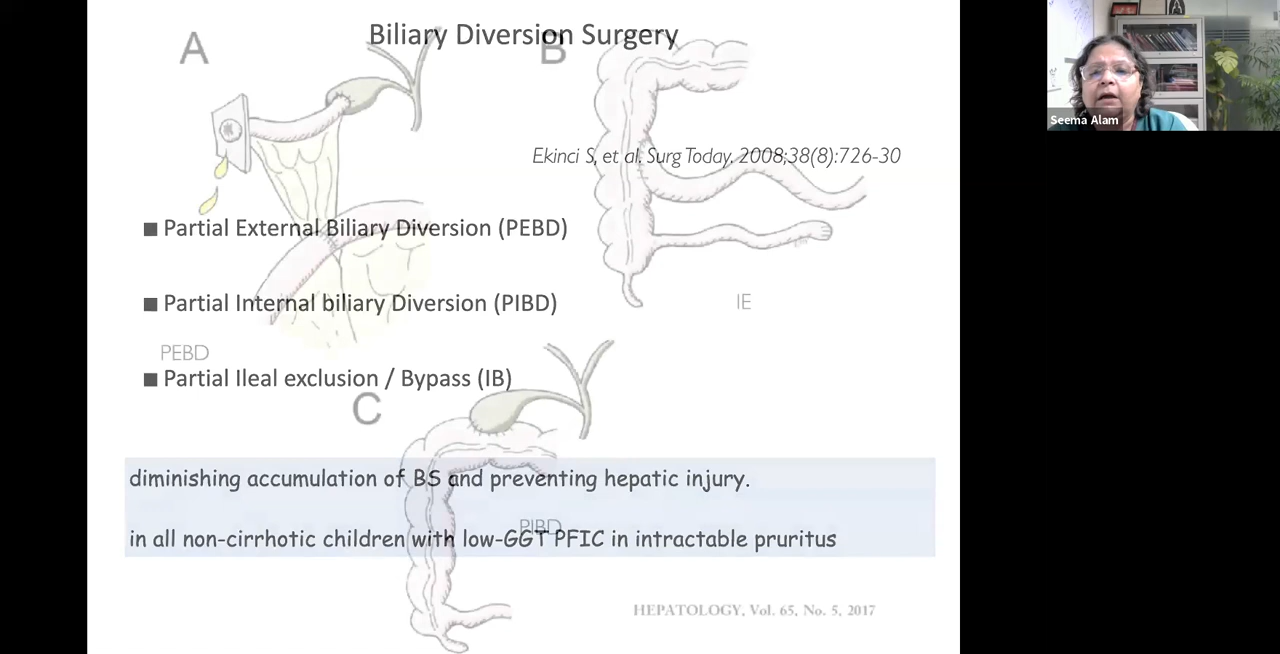 Biliary Diversion Surgery
A
B
Seema Alam
Ekinci S, et al. Surg Today. 2008;38(8):726-30
■ Partial External Biliary Diversion (PEBD)
■ Partial Internal biliary Diversion (PIBD)
IE
PEBD
■ Partial Ileal exclusion / Bypass (IB)
C
diminishing accumulation of BS and preventing hepatic injury.
PIBD
in all non-cirrhotic children with low-GGT PFIC in intractable pruritus
HEPATOLOGY, Vol. 65, No. 5, 2017